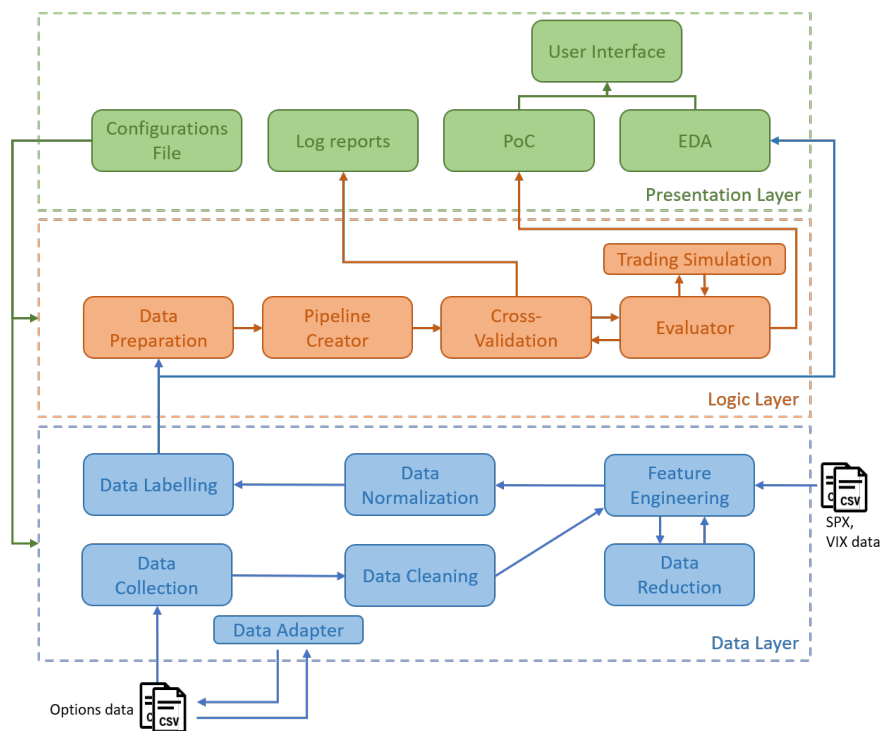 User Interface
Configurations
File
Log reports
PoC
EDA
Presentation Layer
Trading Simulation
Data
Preparation
Pipeline
Creator
Cross-
Validation
Evaluator
Logic Layer
Data Labelling
Data
Normalization
Feature
Engineering
CSV
SPX,
VIX data
Data
Collection
Data Cleaning
Data
Reduction
Data Adapter
Data Layer
Options data
CSV